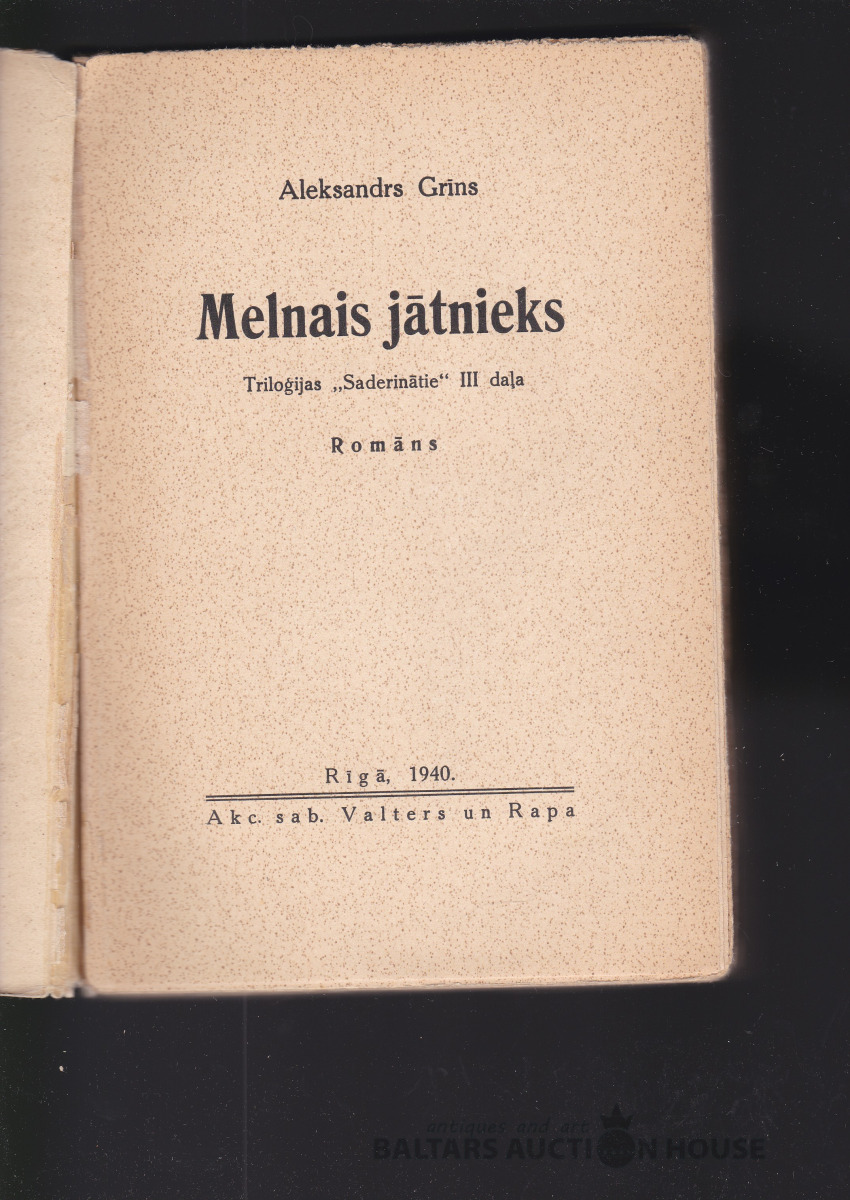 Aleksandrs Grīns
Melnais jātnieks
Triloģijas „Saderinātie“ III daļa
Romāns
Rīgā, 1940.
Akc. sab. Valters un Rapa
antiques and art
BALTARS AUCTION HOUSE